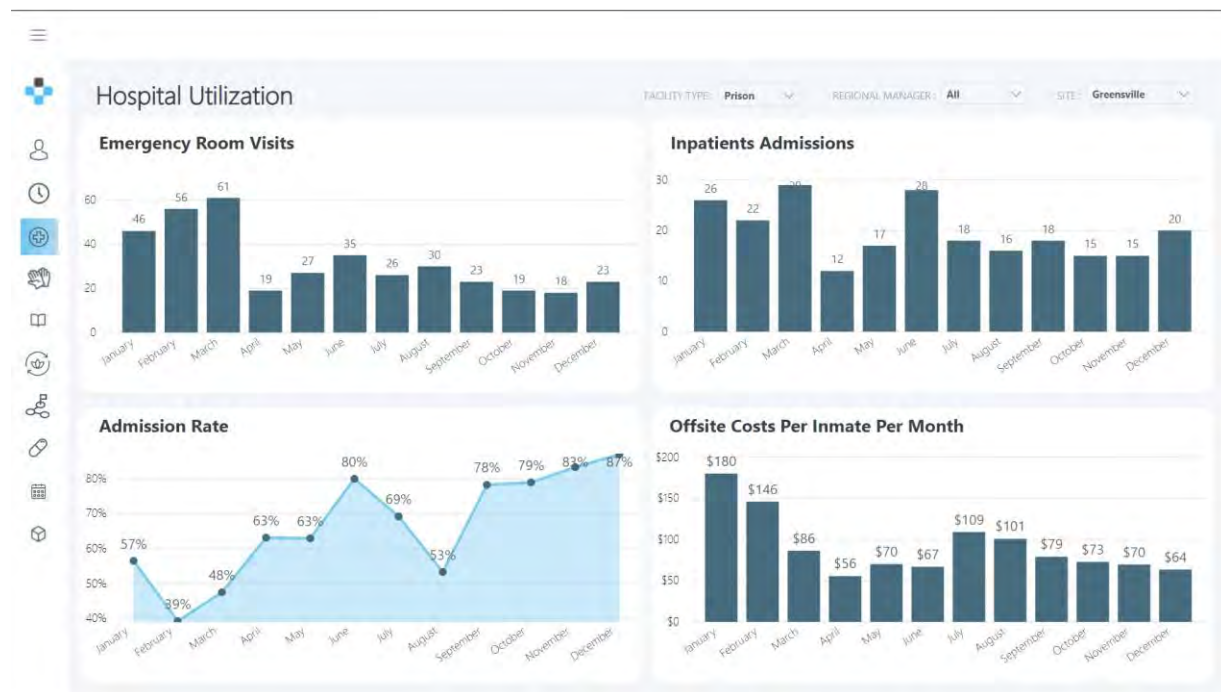 Hospital Utilization
FACILITY TYPE: Prison
REGIONAL MANAGER: All
SITE: Greensville
Emergency Room Visits
60
40
20
0
46
56
61
19
27
35
26
30
23
19
18
23
January
February
March
April
May
June
July
August
September
October
November
December
Inpatients Admissions
30
20
10
0
26
22
29
12
17
28
18
16
18
15
15
20
January
February
March
April
May
June
July
August
September
October
November
December
Admission Rate
80%
70%
60%
50%
40%
57%
39%
48%
63%
63%
80%
69%
53%
78%
79%
83%
87%
January
February
March
April
May
June
July
August
September
October
November
December
Offsite Costs Per Inmate Per Month
$200
$150
$100
$50
$0
$180
$146
$86
$56
$70
$67
$109
$101
$79
$73
$70
$64
January
February
March
April
May
June
July
August
September
October
November
December